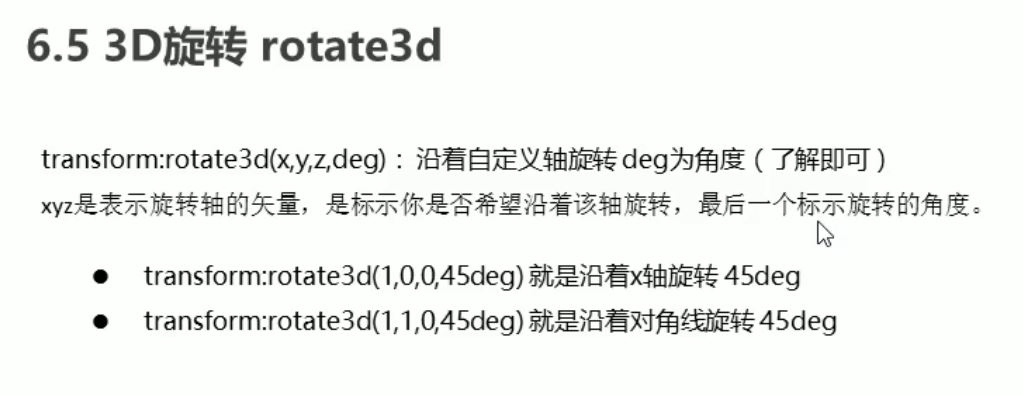 6.5 3D旋转 rotate3d
transform:rotate3d(x,y,z,deg)：沿着自定义轴旋转 deg为角度（了解即可）
xyz是表示旋转轴的矢量，是标示你是否希望沿着该轴旋转，最后一个标示旋转的角度。
● transform:rotate3d(1,0,0,45deg) 就是沿着x轴旋转 45deg
● transform:rotate3d(1,1,0,45deg) 就是沿着对角线旋转 45deg